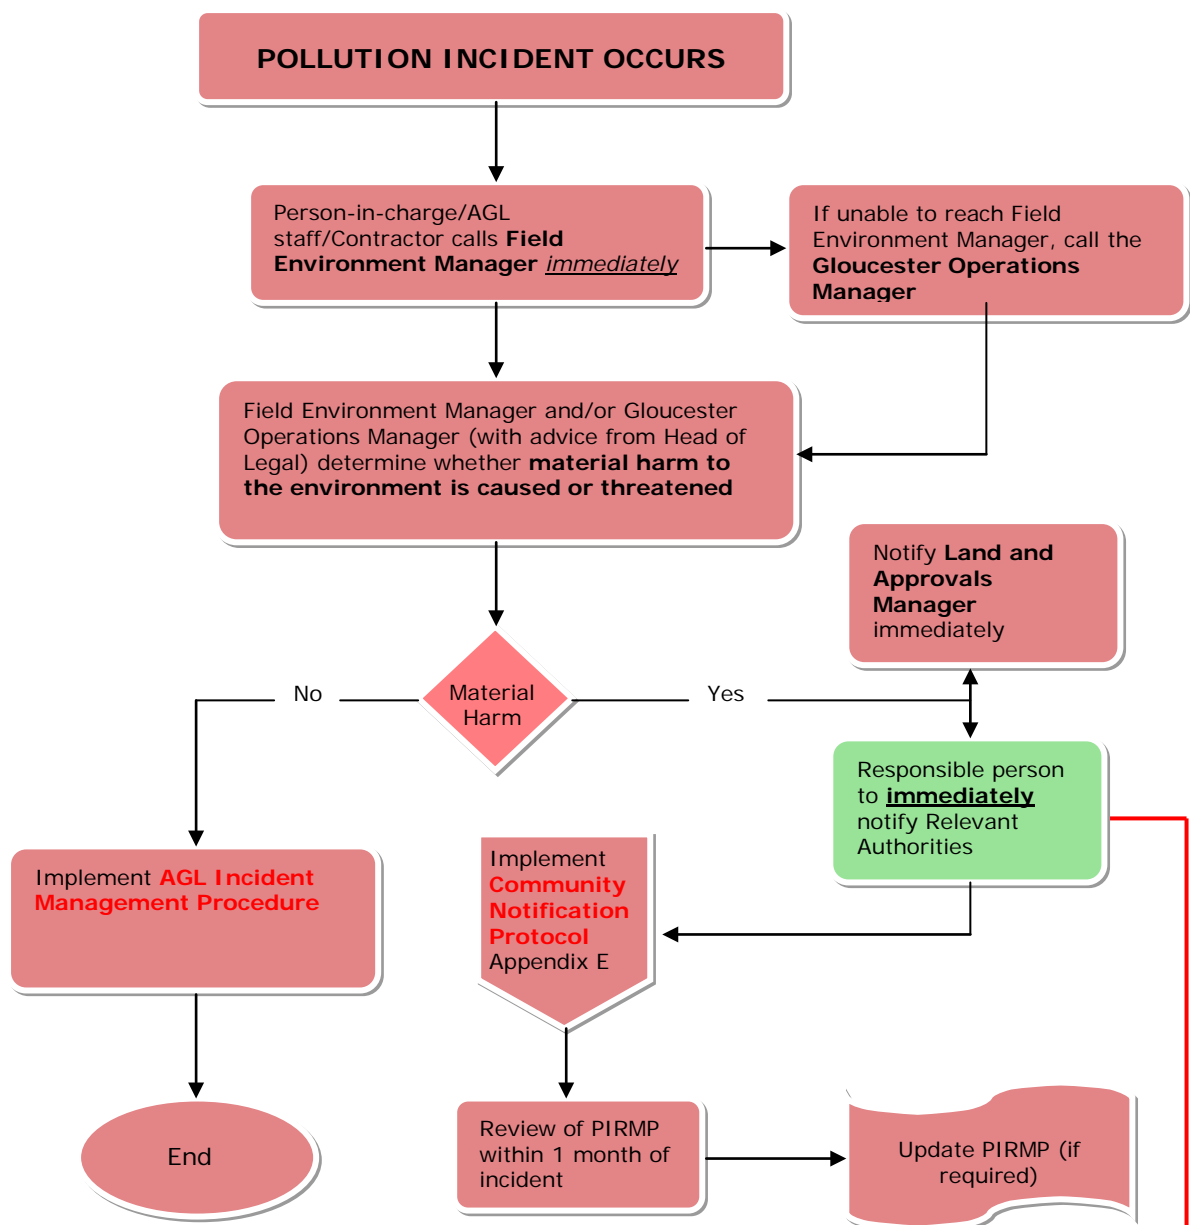 POLLUTION INCIDENT OCCURS
Person-in-charge/AGL
staff/Contractor calls Field
Environment Manager immediately
If unable to reach Field
Environment Manager, call the
Gloucester Operations
Manager
Field Environment Manager and/or Gloucester
Operations Manager (with advice from Head of
Legal) determine whether material harm to
the environment is caused or threatened
Notify Land and
Approvals
Manager
immediately
No
Material
Harm
Yes
Responsible person
to immediately
notify Relevant
Authorities
Implement AGL Incident
Management Procedure
Implement
Community
Notification
Protocol
Appendix E
End
Review of PIRMP
within 1 month of
incident
Update PIRMP (if
required)